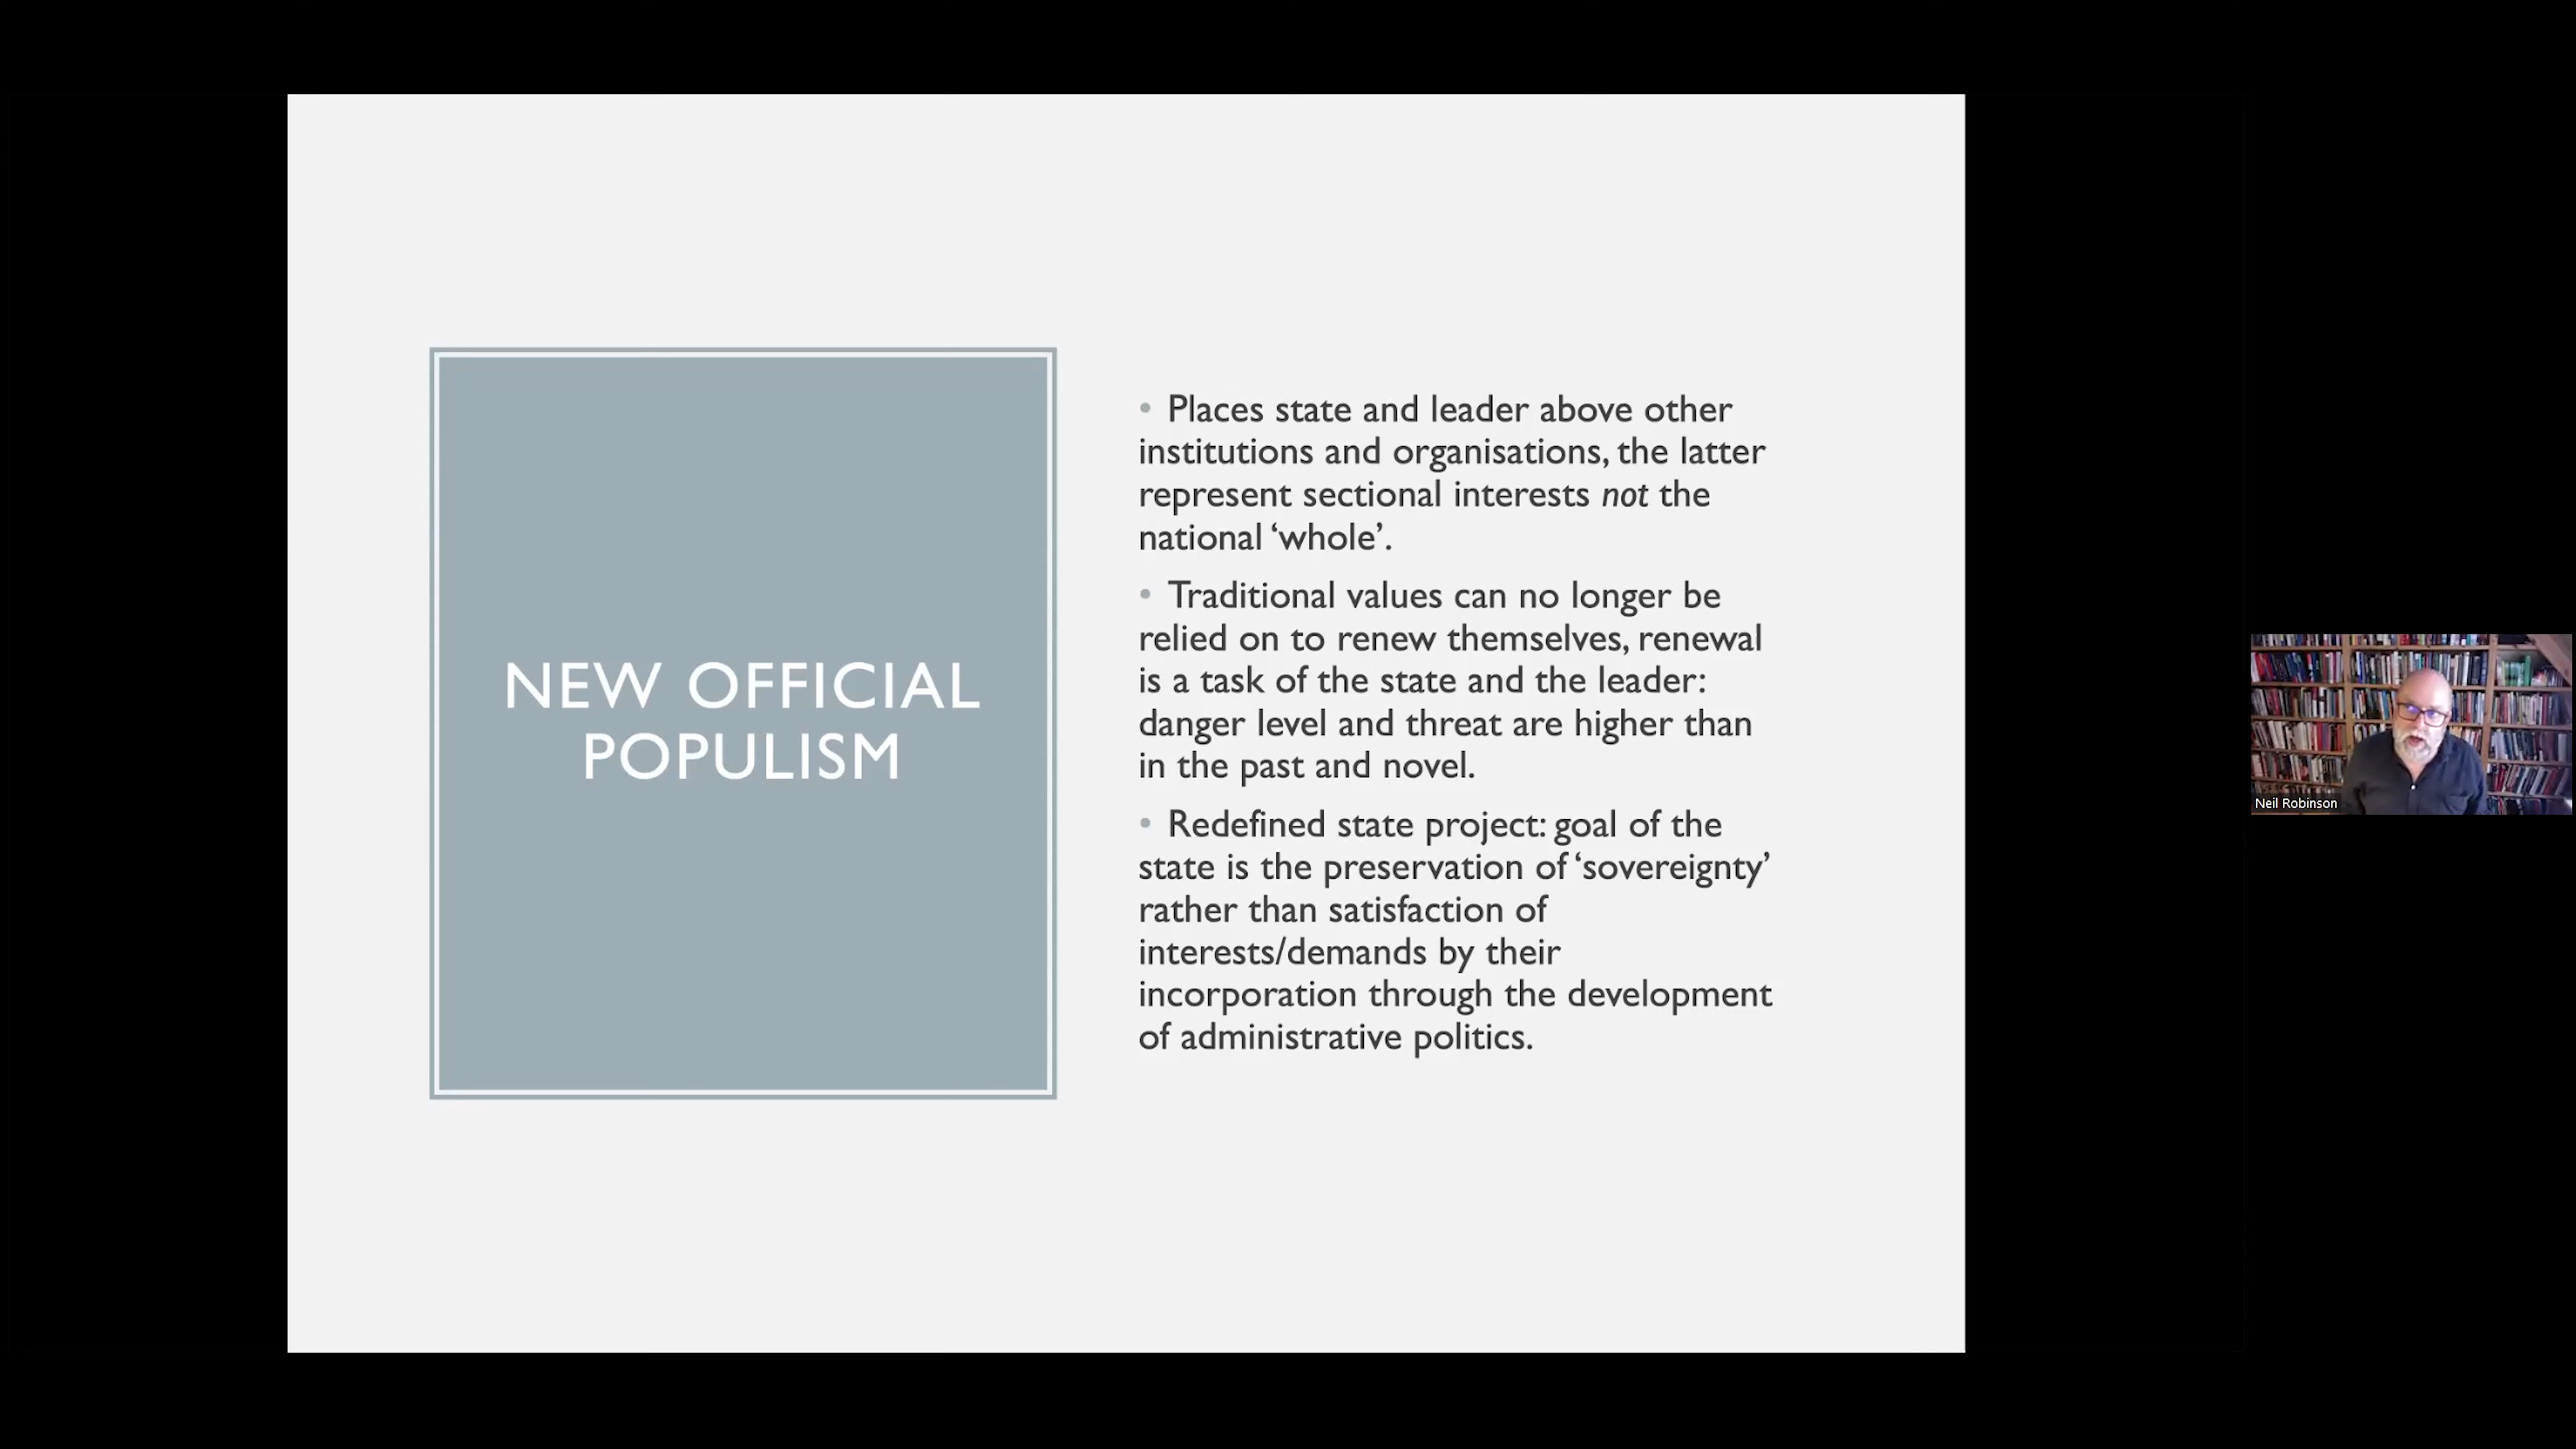 NEW OFFICIAL
POPULISM
• Places state and leader above other
institutions and organisations, the latter
represent sectional interests not the
national ‘whole’.
• Traditional values can no longer be
relied on to renew themselves, renewal
is a task of the state and the leader:
danger level and threat are higher than
in the past and novel.
• Redefined state project: goal of the
state is the preservation of ‘sovereignty’
rather than satisfaction of
interests/demands by their
incorporation through the development
of administrative politics.
Neil Robinson